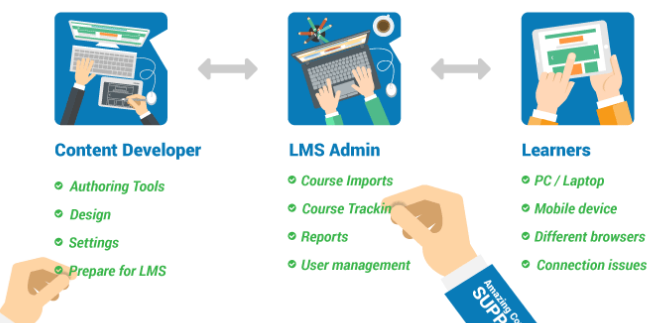 Content Developer
Authoring Tools
Design
Settings
Prepare for LMS
LMS Admin
Course Imports
Course Trackin
Reports
User management
Learners
PC / Laptop
Mobile device
Different browsers
Connection issues
Amazing Co
SUPP